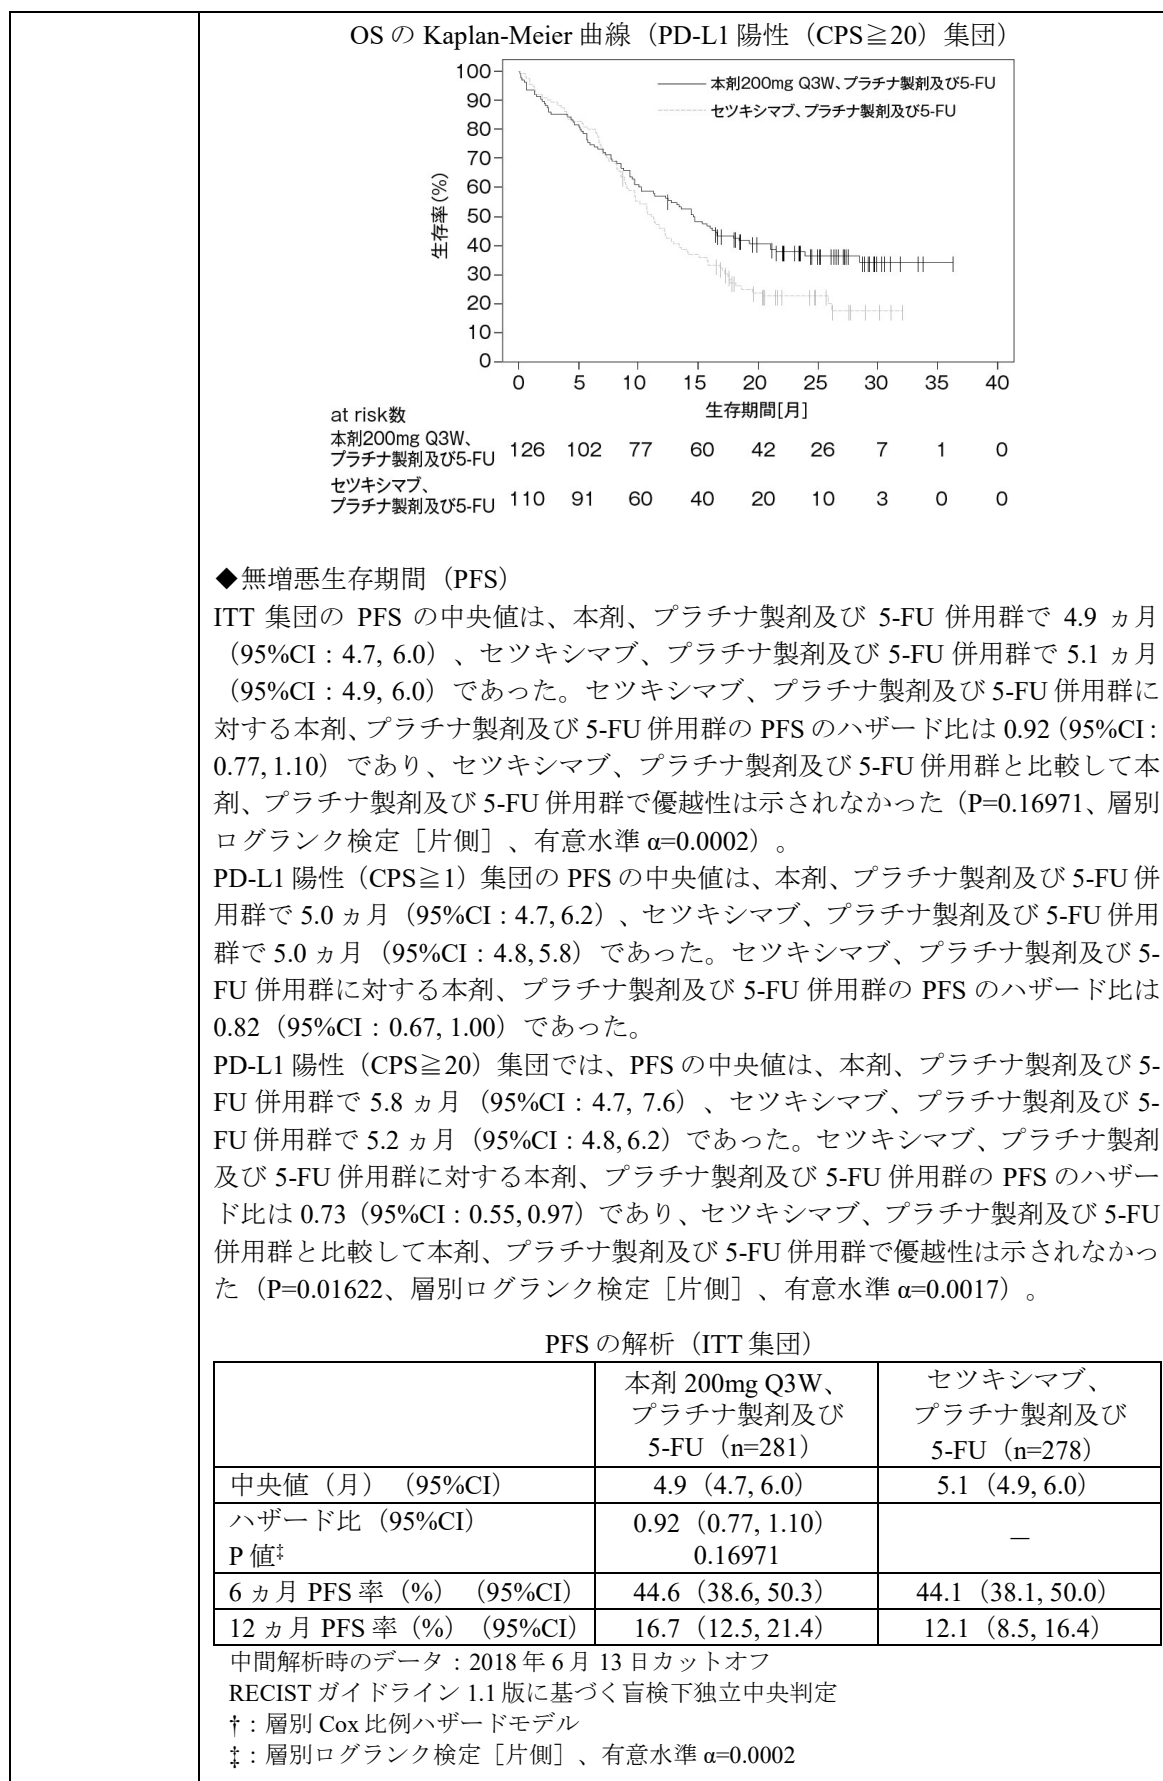 OS の Kaplan-Meier 曲線（PD-L1 陽性（CPS≧20）集団）
100
90
80
70
60
50
40
30
20
10
0
生存率(%)
本剤200mg Q3W、プラチナ製剤及び5-FU
セツキシマブ、プラチナ製剤及び5-FU
0 5 10 15 20 25 30 35 40
生存期間[月]
at risk数
本剤200mg Q3W、
プラチナ製剤及び5-FU 126 102 77 60 42 26 7 1 0
セツキシマブ、
プラチナ製剤及び5-FU 110 91 60 40 20 10 3 0 0
◆無増悪生存期間（PFS）
ITT 集団の PFS の中央値は、本剤、プラチナ製剤及び 5-FU 併用群で 4.9 ヵ月
（95%CI：4.7, 6.0）、セツキシマブ、プラチナ製剤及び 5-FU 併用群で 5.1 ヵ月
（95%CI：4.9, 6.0）であった。セツキシマブ、プラチナ製剤及び 5-FU 併用群に
対する本剤、プラチナ製剤及び 5-FU 併用群の PFS のハザード比は 0.92（95%CI：
0.77, 1.10）であり、セツキシマブ、プラチナ製剤及び 5-FU 併用群と比較して本
剤、プラチナ製剤及び 5-FU 併用群で優越性は示されなかった（P=0.16971、層別
ログランク検定［片側］、有意水準 α=0.0002）。
PD-L1 陽性（CPS≧1）集団の PFS の中央値は、本剤、プラチナ製剤及び 5-FU 併
用群で 5.0 ヵ月（95%CI：4.7, 6.2）、セツキシマブ、プラチナ製剤及び 5-FU 併用
群で 5.0 ヵ月（95%CI：4.8, 5.8）であった。セツキシマブ、プラチナ製剤及び 5-
FU 併用群に対する本剤、プラチナ製剤及び 5-FU 併用群の PFS のハザード比は
0.82（95%CI：0.67, 1.00）であった。
PD-L1 陽性（CPS≧20）集団では、PFS の中央値は、本剤、プラチナ製剤及び 5-
FU 併用群で 5.8 ヵ月（95%CI：4.7, 7.6）、セツキシマブ、プラチナ製剤及び 5-
FU 併用群で 5.2 ヵ月（95%CI：4.8, 6.2）であった。セツキシマブ、プラチナ製剤
及び 5-FU 併用群に対する本剤、プラチナ製剤及び 5-FU 併用群の PFS のハザー
ド比は 0.73（95%CI：0.55, 0.97）であり、セツキシマブ、プラチナ製剤及び 5-FU
併用群と比較して本剤、プラチナ製剤及び 5-FU 併用群で優越性は示されなかっ
た（P=0.01622、層別ログランク検定［片側］、有意水準 α=0.0017）。
PFS の解析（ITT 集団）
本剤 200mg Q3W、
プラチナ製剤及び
5-FU（n=281）
セツキシマブ、
プラチナ製剤及び
5-FU（n=278）
中央値（月）（95%CI） 4.9（4.7, 6.0） 5.1（4.9, 6.0）
ハザード比（95%CI） 0.92（0.77, 1.10） －
P 値‡ 0.16971
6 ヵ月 PFS 率（%）（95%CI） 44.6（38.6, 50.3） 44.1（38.1, 50.0）
12 ヵ月 PFS 率（%）（95%CI） 16.7（12.5, 21.4） 12.1（8.5, 16.4）
中間解析時のデータ：2018 年 6 月 13 日カットオフ
RECIST ガイドライン 1.1 版に基づく盲検下独立中央判定
†：層別 Cox 比例ハザードモデル
‡：層別ログランク検定［片側］、有意水準 α=0.0002